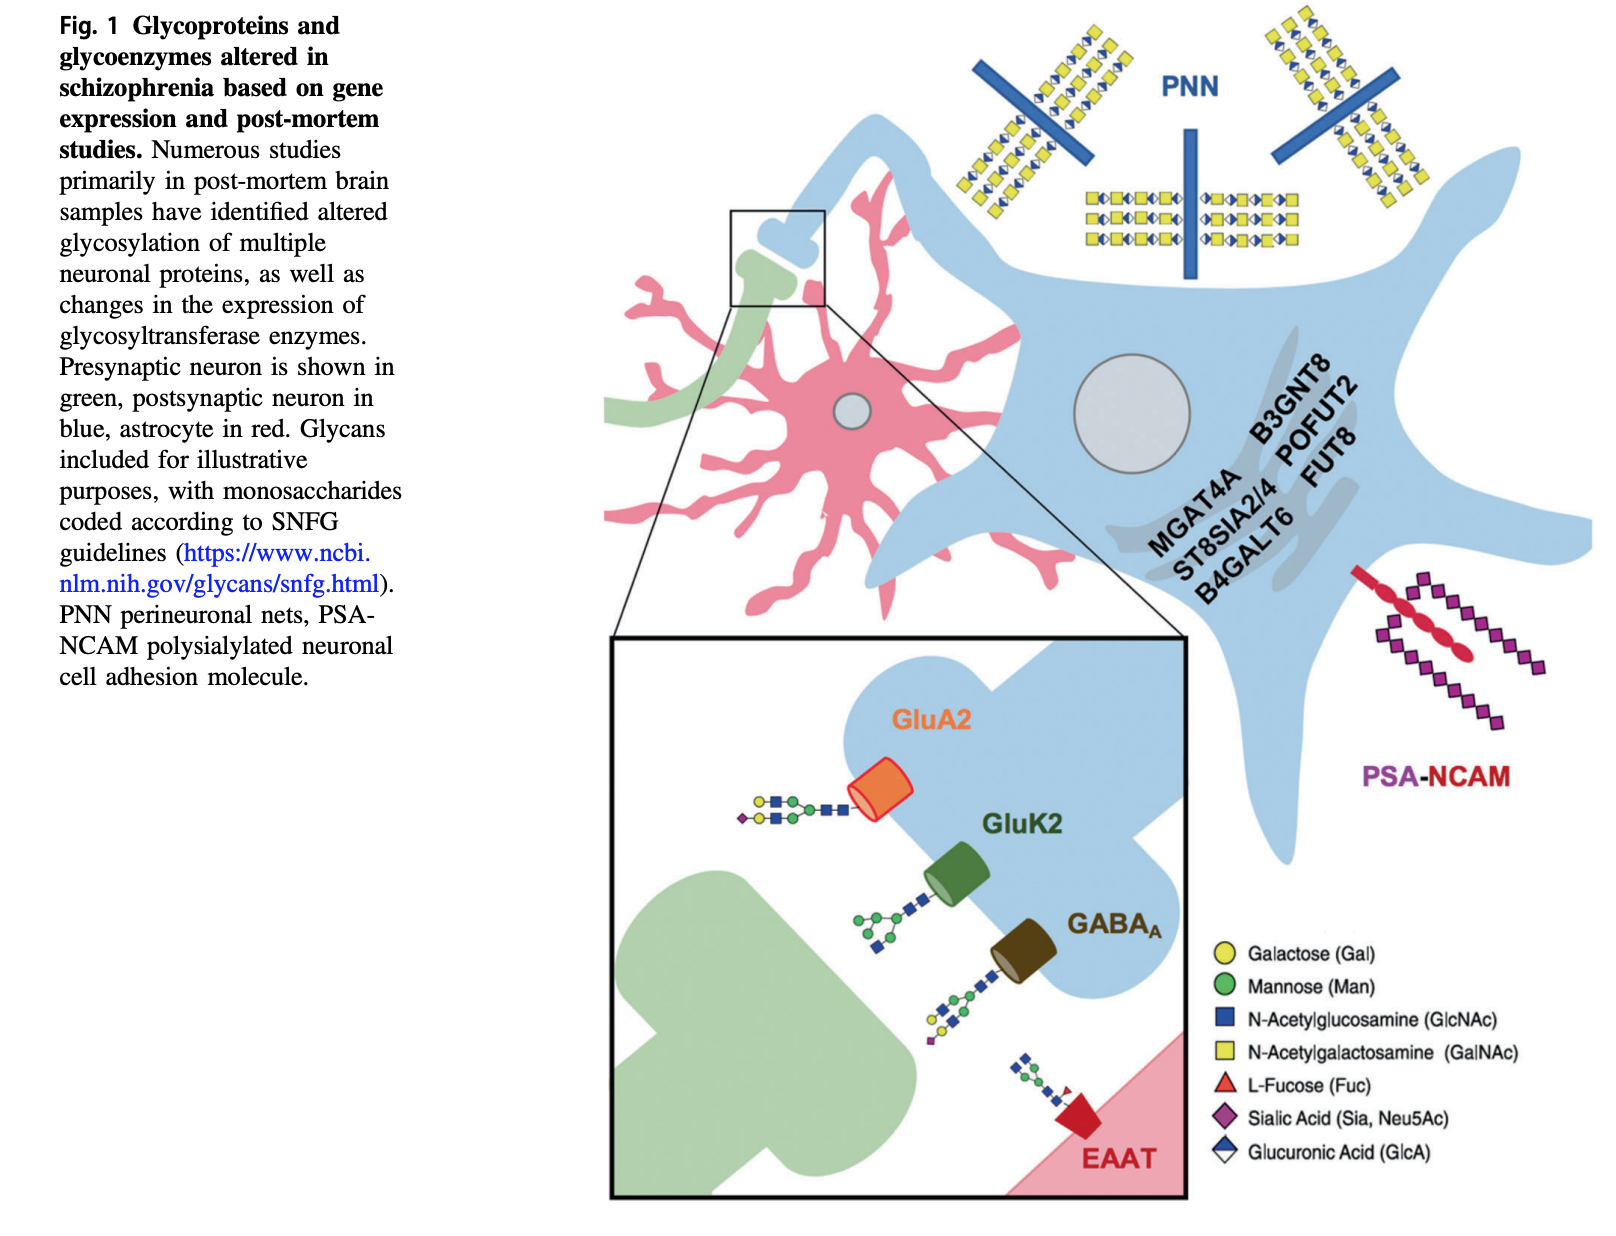 Fig. 1 Glycoproteins and
glycoenzymes altered in
schizophrenia based on gene
expression and post-mortem
studies. Numerous studies
primarily in post-mortem brain
samples have identified altered
glycosylation of multiple
neuronal proteins, as well as
changes in the expression of
glycosyltransferase enzymes.
Presynaptic neuron is shown in
green, postsynaptic neuron in
blue, astrocyte in red. Glycans
included for illustrative
purposes, with monosaccharides
coded according to SNFG
guidelines (https://www.ncbi.
nlm.nih.gov/glycans/snfg.html).
PNN perineuronal nets, PSA-
NCAM polysialylated neuronal
cell adhesion molecule.
PNN
B3GNT8
POFUT2
FUT8
MGAT4A
ST8SIA2/4
B4GALT6
PSA-NCAM
GluA2
GluK2
GABAA
EAAT
Galactose (Gal)
Mannose (Man)
N-Acetylglucosamine (GlcNAc)
N-Acetylgalactosamine (GalNAc)
L-Fucose (Fuc)
Sialic Acid (Sia, Neu5Ac)
Glucuronic Acid (GlcA)